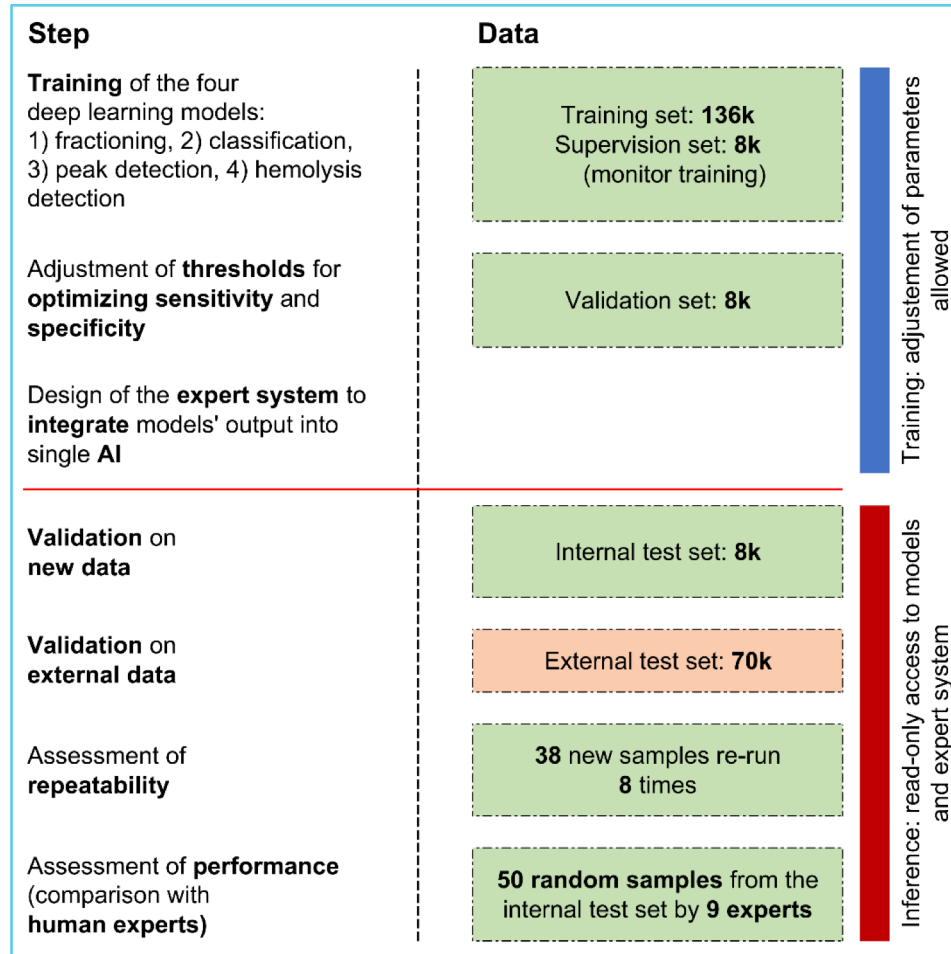 Step
Data
Training of the four
deep learning models:
1) fractioning, 2) classification,
3) peak detection, 4) hemolysis
detection
Training set: 136k
Supervision set: 8k
(monitor training)
Adjustment of thresholds for
optimizing sensitivity and
specificity
Validation set: 8k
Design of the expert system to
integrate models' output into
single AI
Training: adjustement of parameters
allowed
Validation on
new data
Internal test set: 8k
Validation on
external data
External test set: 70k
Assessment of
repeatability
38 new samples re-run
8 times
Assessment of performance
(comparison with
human experts)
50 random samples from the
internal test set by 9 experts
Inference: read-only access to models
and expert system